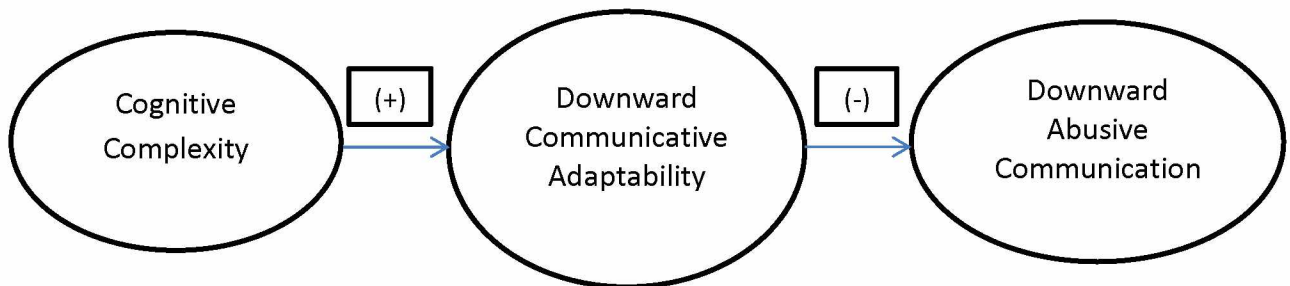 Cognitive
Complexity
(+)
Downward
Communicative
Adaptability
(-)
Downward
Abusive
Communication